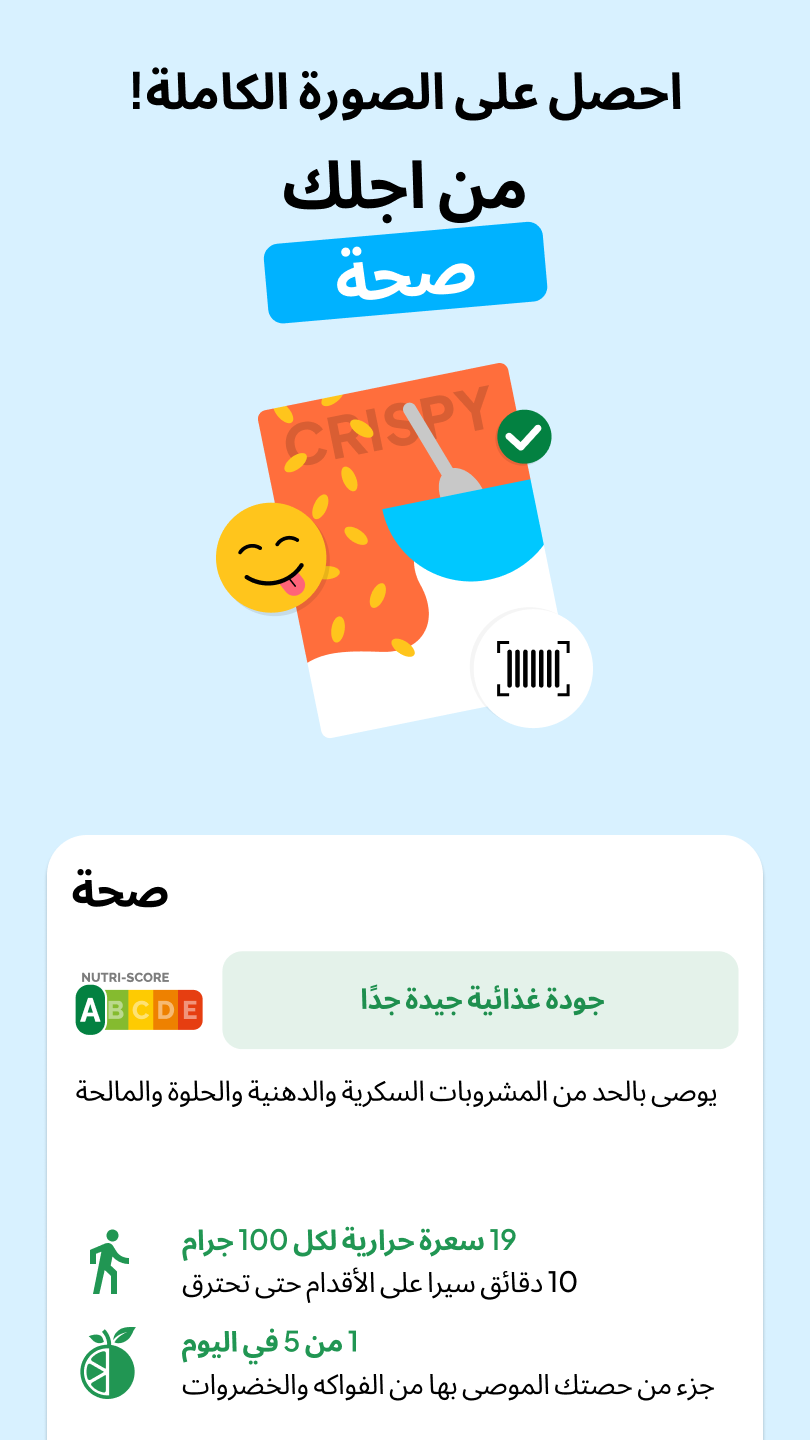 احصل على الصورة الكاملة!
من اجلك
صحة
CRISPY
صحة
NUTRI-SCORE
A B C D E
جودة غذائية جيدة جدًا
يوصى بالحد من المشروبات السكرية والدهنية والحلوة والمالحة
19 سعرة حرارية لكل 100 جرام
10 دقائق سيرا على الأقدام حتى تحترق
1 من 5 في اليوم
جزء من حصتك الموصى بها من الفواكه والخضروات